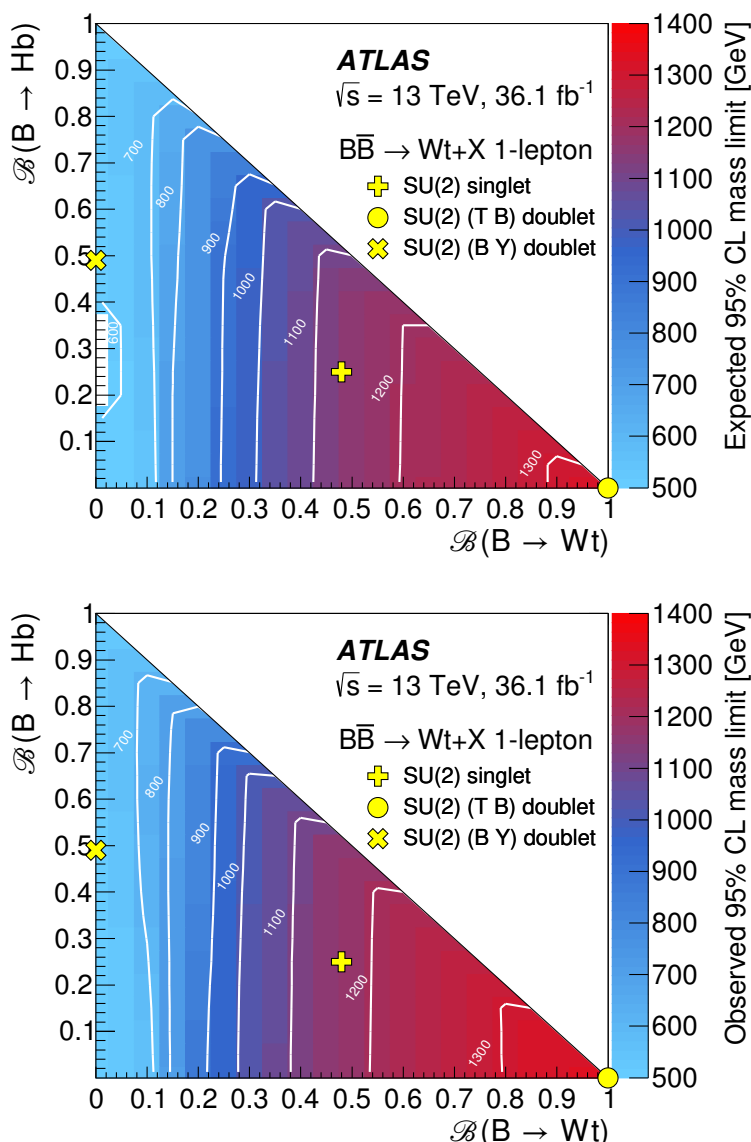 ATLAS
√s = 13 TeV, 36.1 fb⁻¹
BB̅ → Wt+X 1-lepton
SU(2) singlet
SU(2) (T B) doublet
SU(2) (B Y) doublet
ℬ(B → Hb)
1
0.9
0.8
0.7
0.6
0.5
0.4
0.3
0.2
0.1
700
800
900
1000
1100
1200
1300
600
0 0.1 0.2 0.3 0.4 0.5 0.6 0.7 0.8 0.9 1
ℬ(B → Wt)
1400
1300
1200
1100
1000
900
800
700
600
500
Expected 95% CL mass limit [GeV]
ATLAS
√s = 13 TeV, 36.1 fb⁻¹
BB̅ → Wt+X 1-lepton
SU(2) singlet
SU(2) (T B) doublet
SU(2) (B Y) doublet
ℬ(B → Hb)
1
0.9
0.8
0.7
0.6
0.5
0.4
0.3
0.2
0.1
700
800
900
1000
1100
1200
1300
0 0.1 0.2 0.3 0.4 0.5 0.6 0.7 0.8 0.9 1
ℬ(B → Wt)
1400
1300
1200
1100
1000
900
800
700
600
500
Observed 95% CL mass limit [GeV]